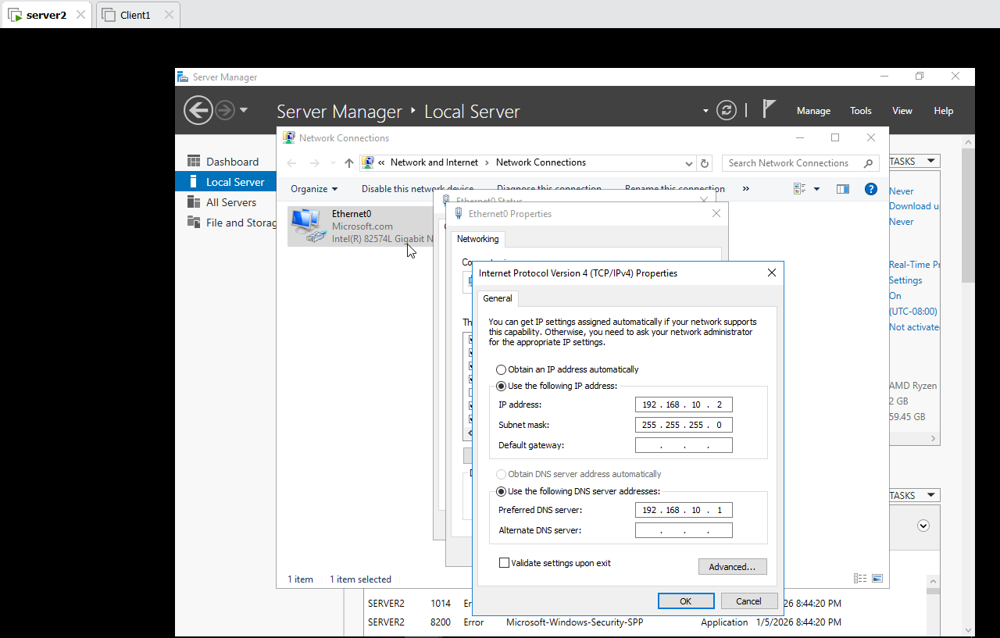 server2
Client1
Server Manager
Server Manager Local Server
Manage Tools View Help
Network Connections
Dashboard
Local Server
All Servers
File and Storag
« Network and Internet › Network Connections
Search Network Connections
TASKS
Organize
Disable this network device
Diagnose this connection
Rename this connection
»
Never
Download u
Never
Ethernet0 Status
Ethernet0 Properties
Ethernet0
Microsoft.com
Intel(R) 82574L Gigabit N
Networking
Internet Protocol Version 4 (TCP/IPv4) Properties
General
You can get IP settings assigned automatically if your network supports
this capability. Otherwise, you need to ask your network administrator
for the appropriate IP settings.
Obtain an IP address automatically
Use the following IP address:
IP address: 192 . 168 . 10 . 2
Subnet mask: 255 . 255 . 255 . 0
Default gateway: . . .
Obtain DNS server address automatically
Use the following DNS server addresses:
Preferred DNS server: 192 . 168 . 10 . 1
Alternate DNS server: . . .
Validate settings upon exit
Advanced...
OK
Cancel
Real-Time Pr
Settings
On
(UTC-08:00)
Not activate
AMD Ryzen
2 GB
59.45 GB
TASKS
1 item
1 item selected
SERVER2 1014 Er 26 8:44:20 PM
SERVER2 8200 Error Microsoft-Windows-Security-SPP Application 1/5/2026 8:44:20 PM